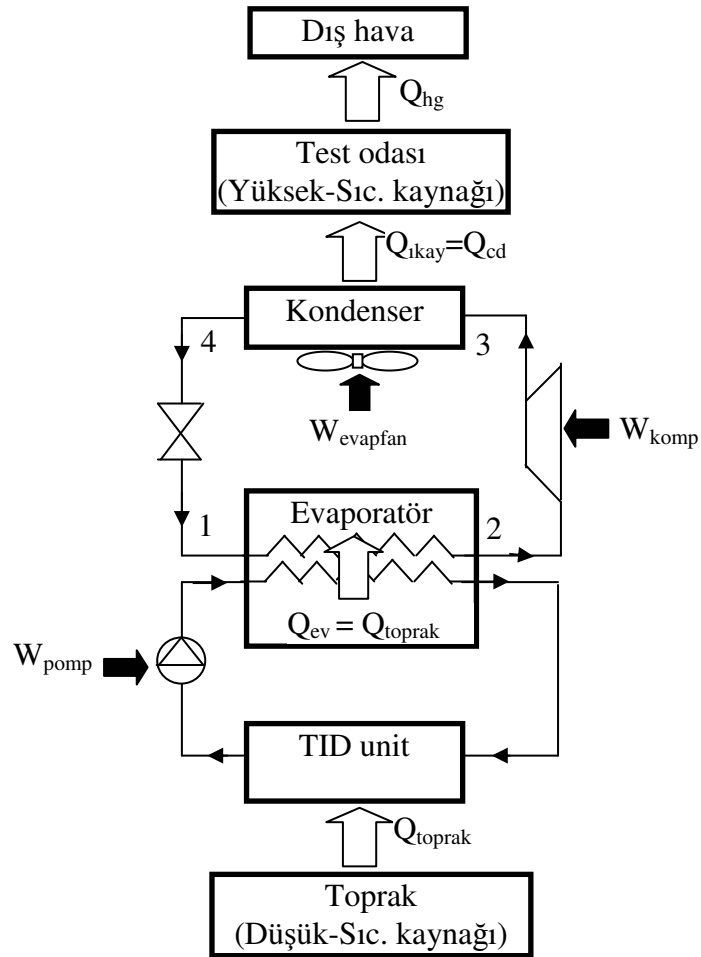 Dış hava
Q_hg
Test odası
(Yüksek-Sıc. kaynağı)
Q_ıkay=Q_cd
Kondenser
4
3
W_evapfan
W_komp
1
Evaporatör
2
Q_ev = Q_toprak
W_pomp
TID unit
Q_toprak
Toprak
(Düşük-Sıc. kaynağı)